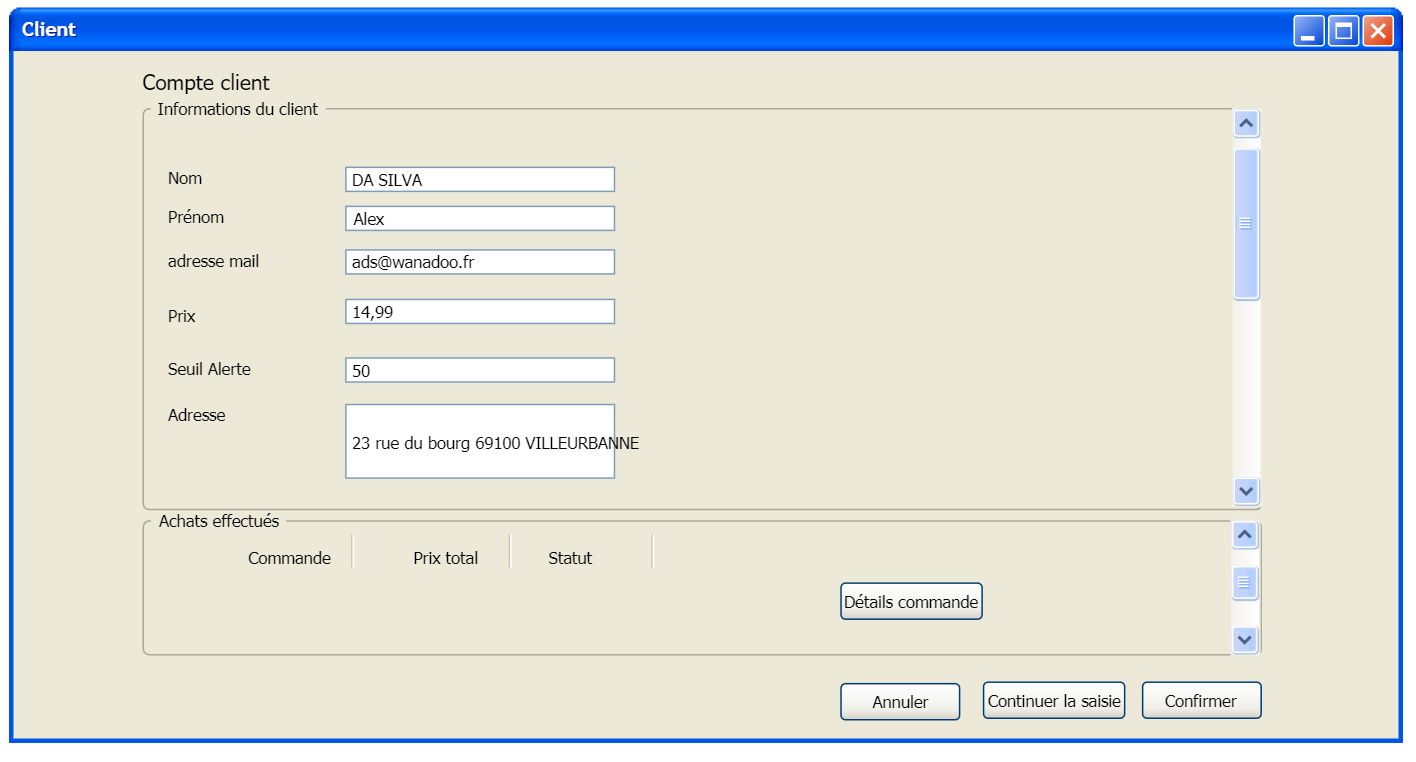 Client
Compte client
Informations du client
Nom DA SILVA
Prénom Alex
adresse mail ads@wanadoo.fr
Prix 14,99
Seuil Alerte 50
Adresse
23 rue du bourg 69100 VILLEURBANNE
Achats effectués
Commande Prix total Statut
Détails commande
Annuler Continuer la saisie Confirmer